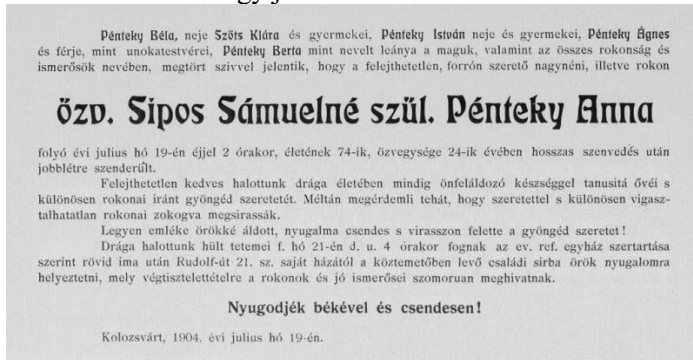 Pénteky Béla, neje Szőts Klára és gyermekei, Pénteky István neje és gyermekei, Pénteky Ágnes
és férje, mint unokatestvérei, Pénteky Berta mint nevelt leánya a maguk, valamint az összes rokonság és
ismerősök nevében, megtört szivvel jelentik, hogy a felejthetetlen, forrón szerető nagynéni, illetve rokon
özv. Sipos Sámuelné szül. Pénteky Anna
folyó évi julius hó 19-én éjjel 2 órakor, életének 74-ik, özvegysége 24-ik évében hosszas szenvedés után
jobblétre szenderült.
Felejthetetlen kedves halottunk drága életében mindig önfeláldozó készséggel tanusitá övéi s
különösen rokonai iránt gyöngéd szeretetét. Méltán megérdemli tehát, hogy szeretettel s különösen vigasz-
talhatatlan rokonai zokogva megsirassák.
Legyen emléke örökké áldott, nyugalma csendes s virasszon felette a gyöngéd szeretet!
Drága halottunk hült tetemei f. hó 21-én d. u. 4 órakor fognak az ev. ref. egyház szertartása
szerint rövid ima után Rudolf-út 21. sz. saját házától a köztemetőben levő családi sirba örök nyugalomra
helyeztetni, mely végtisztelettételre a rokonok és jó ismerősei szomoruan meghivatnak.
Nyugodjék békével és csendesen!
Kolozsvárt, 1904. évi julius hó 19-én.